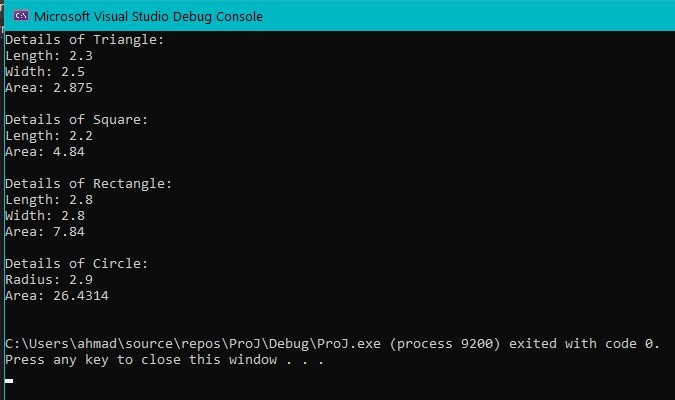 Microsoft Visual Studio Debug Console
Details of Triangle:
Length: 2.3
Width: 2.5
Area: 2.875
Details of Square:
Length: 2.2
Area: 4.84
Details of Rectangle:
Length: 2.8
Width: 2.8
Area: 7.84
Details of Circle:
Radius: 2.9
Area: 26.4314
C:\Users\ahmad\source\repos\ProJ\Debug\ProJ.exe (process 9200) exited with code 0.
Press any key to close this window . . .